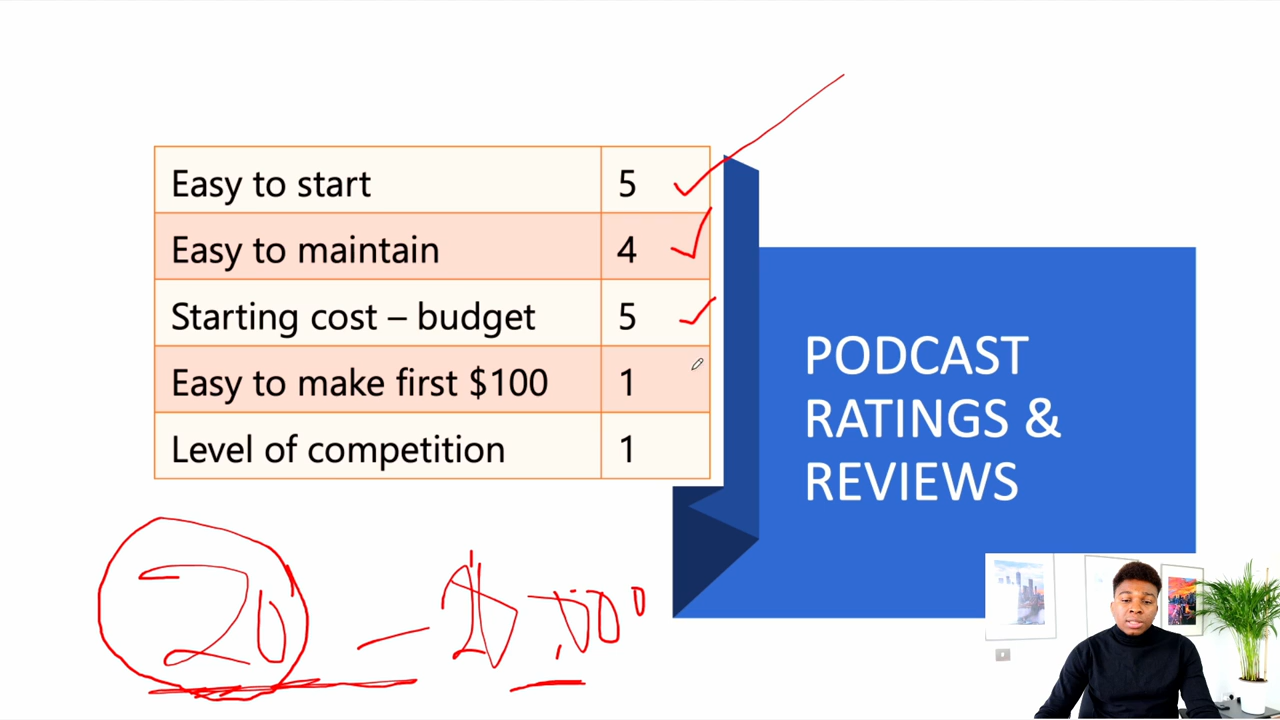 Easy to start 5
Easy to maintain 4
Starting cost – budget 5
Easy to make first $100 1
Level of competition 1
PODCAST
RATINGS &
REVIEWS
20